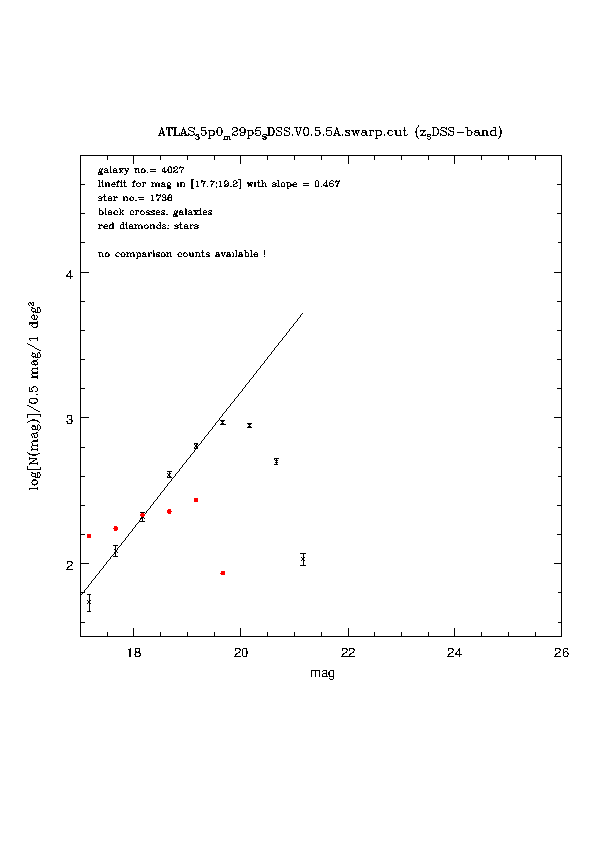 ATLAS₃5p0ₘ29p5ₛDSS.V0.5.5A.swarp.cut (zₛDSS−band)
galaxy no.= 4027
linefit for mag in [17.7;19.2] with slope = 0.467
star no.= 1736
black crosses: galaxies
red diamonds: stars
no comparison counts available !
log[N(mag)]/0.5 mag/1 deg²
4
3
2
18 20 22 24 26
mag